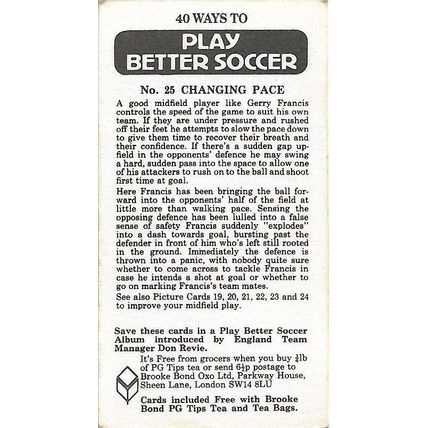 40 WAYS TO
PLAY
BETTER SOCCER
No. 25 CHANGING PACE
A good midfield player like Gerry Francis
controls the speed of the game to suit his own
team. If they are under pressure and rushed
off their feet he attempts to slow the pace down
to give them time to recover their breath and
their confidence. If there's a sudden gap up-
field in the opponents' defence he may swing
a hard, sudden pass into the space to allow one
of his attackers to rush on to the ball and shoot
first time at goal.
Here Francis has been bringing the ball for-
ward into the opponents' half of the field at
little more than walking pace. Sensing the
opposing defence has been lulled into a false
sense of safety Francis suddenly "explodes"
into a dash towards goal, bursting past the
defender in front of him who's left still rooted
in the ground. Immediately the defence is
thrown into a panic, with nobody quite sure
whether to come across to tackle Francis in
case he intends a shot at goal or whether to
go on marking Francis's team mates.
See also Picture Cards 19, 20, 21, 22, 23 and 24
to improve your midfield play.
Save these cards in a Play Better Soccer
Album introduced by England Team
Manager Don Revie.
It's Free from grocers when you buy ¼lb
of PG Tips tea or send 6½p postage to
Brooke Bond Oxo Ltd, Parkway House,
Sheen Lane, London SW14 8LU
Cards included Free with Brooke
Bond PG Tips Tea and Tea Bags.